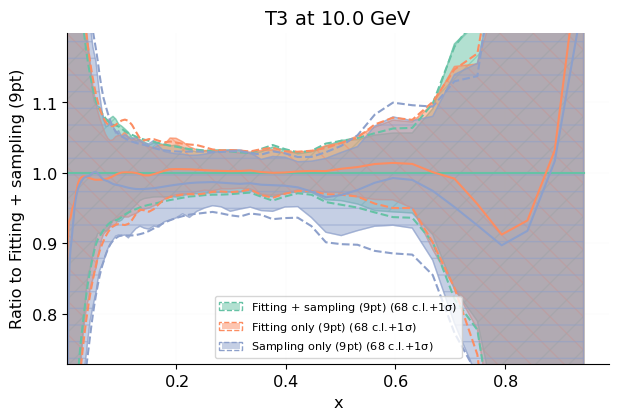 T3 at 10.0 GeV
Ratio to Fitting + sampling (9pt)
1.1
1.0
0.9
0.8
Fitting + sampling (9pt) (68 c.l.+1σ)
Fitting only (9pt) (68 c.l.+1σ)
Sampling only (9pt) (68 c.l.+1σ)
0.2 0.4 0.6 0.8
x